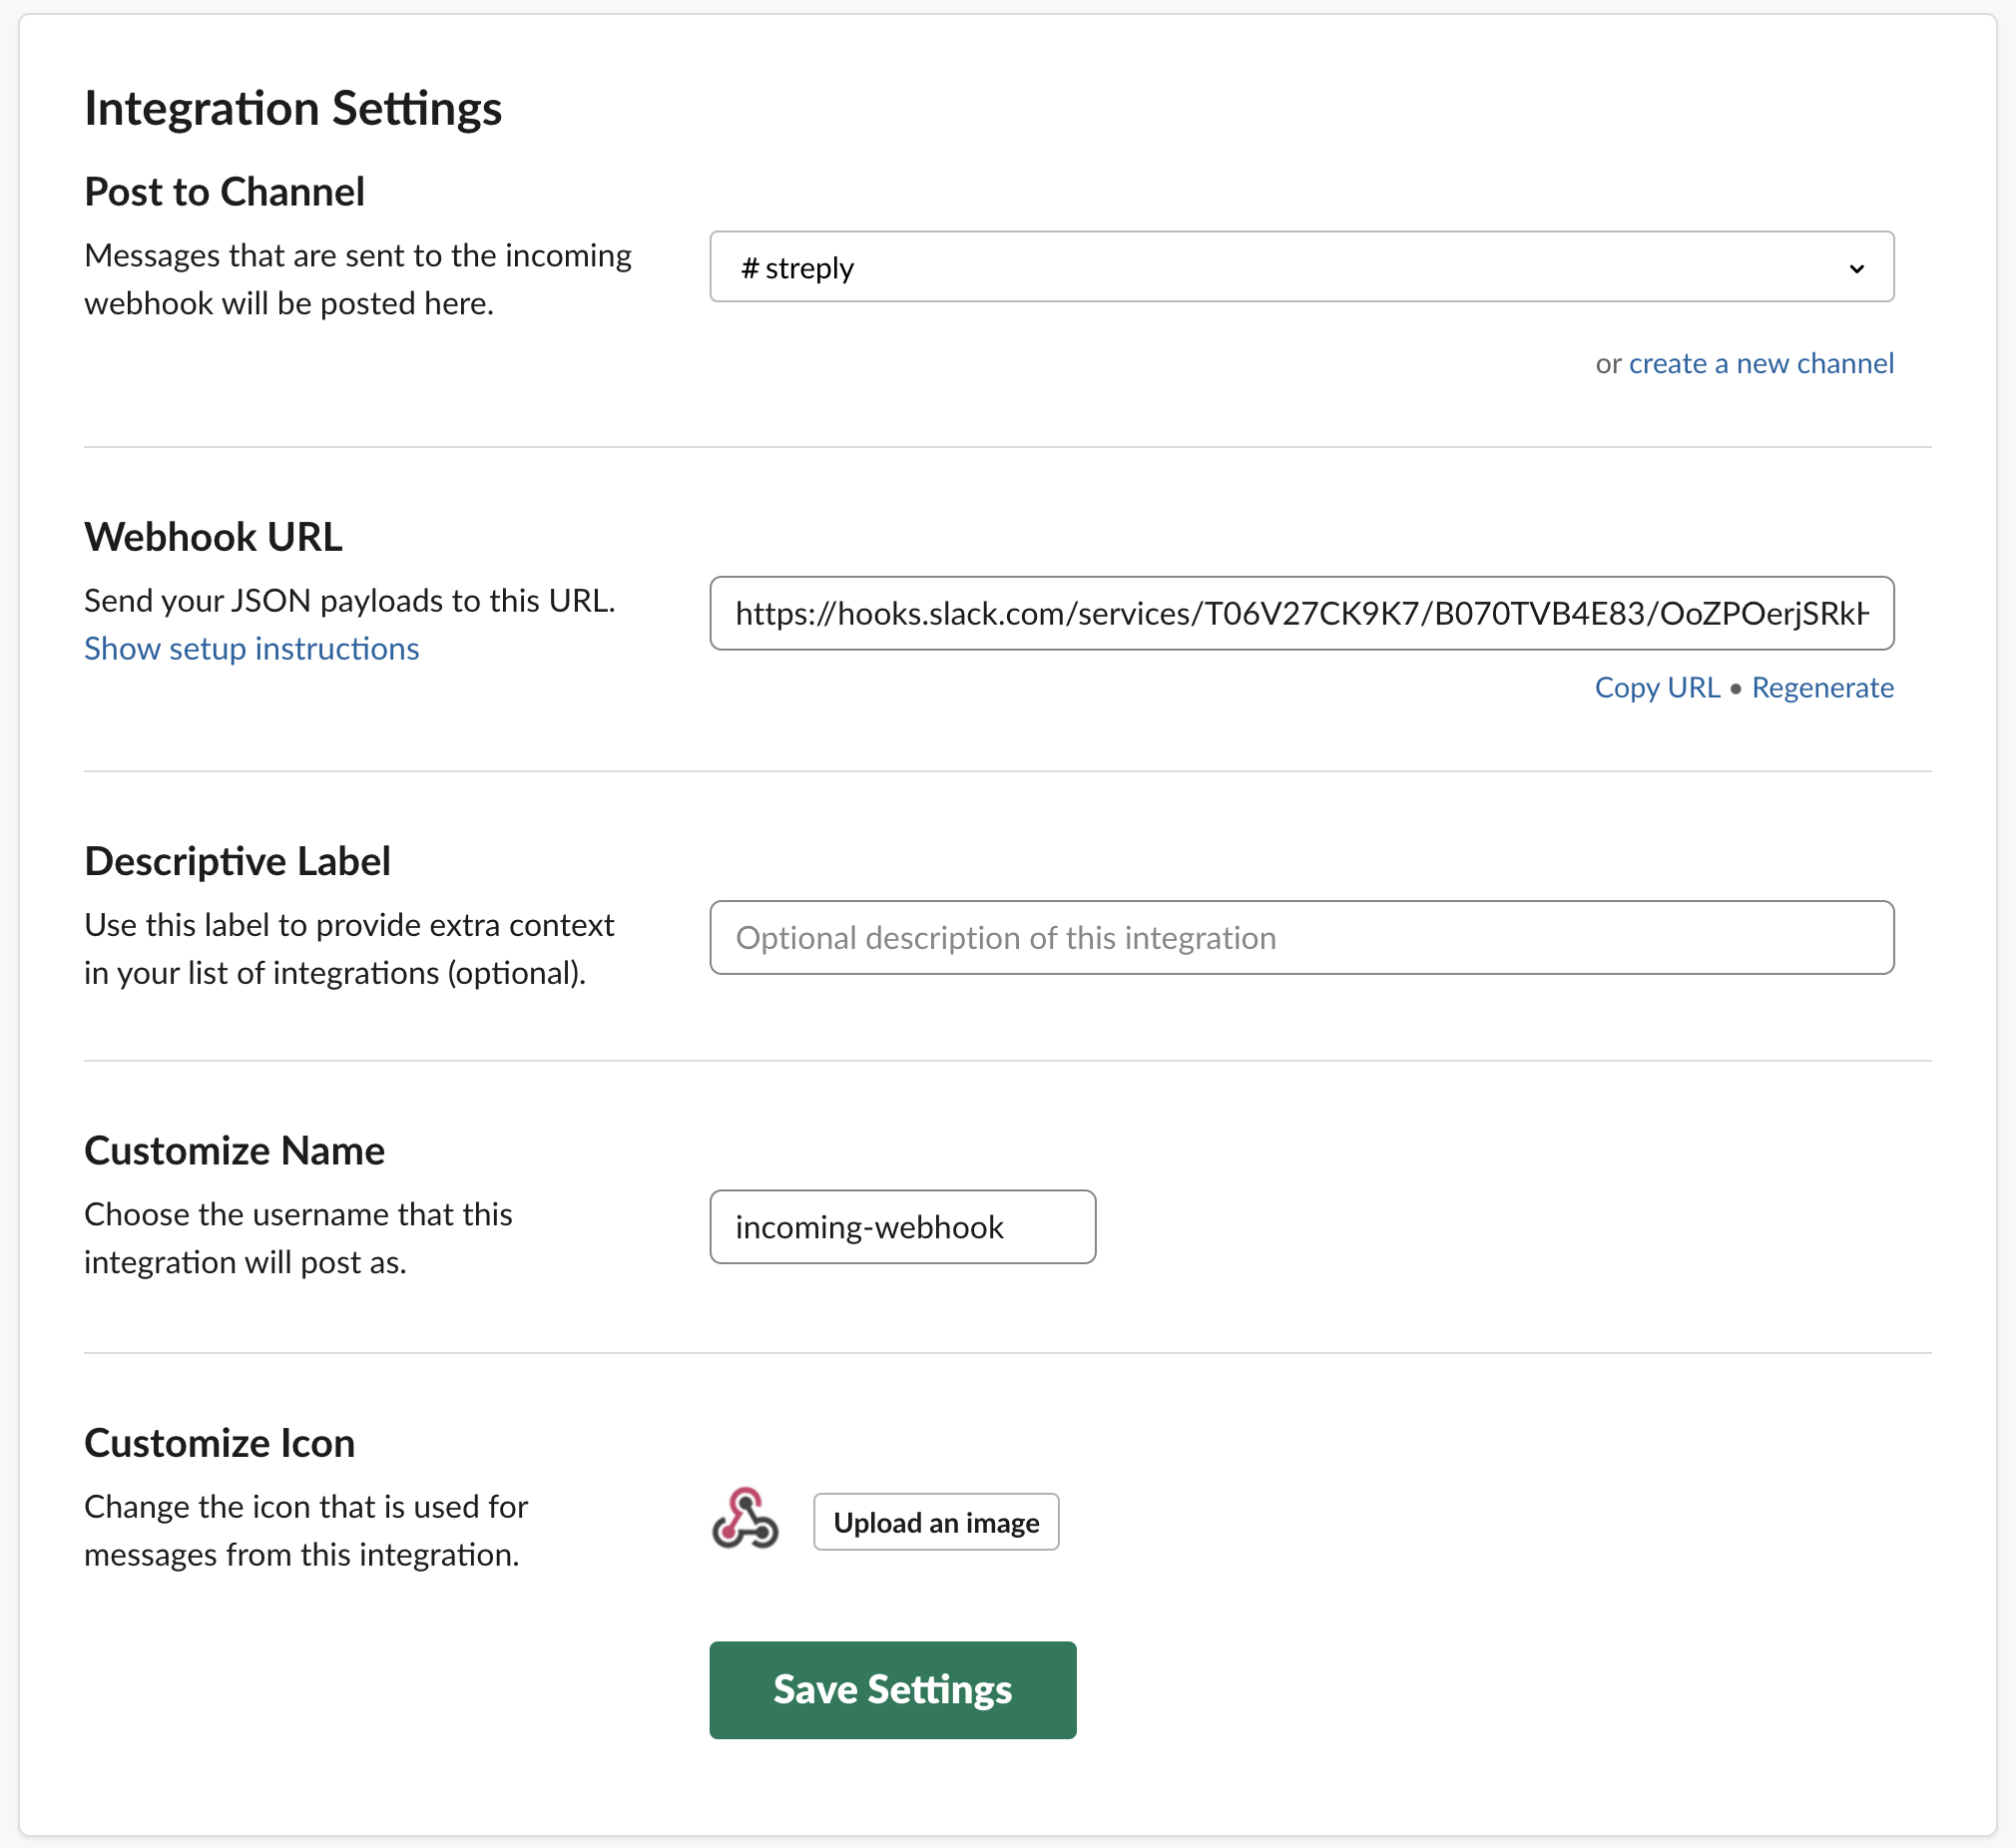 Integration Settings
Post to Channel
Messages that are sent to the incoming
webhook will be posted here.
# streply
or create a new channel
Webhook URL
Send your JSON payloads to this URL.
Show setup instructions
https://hooks.slack.com/services/T06V27CK9K7/B070TVB4E83/OoZPOerjSRkH
Copy URL • Regenerate
Descriptive Label
Use this label to provide extra context
in your list of integrations (optional).
Optional description of this integration
Customize Name
Choose the username that this
integration will post as.
incoming-webhook
Customize Icon
Change the icon that is used for
messages from this integration.
Upload an image
Save Settings